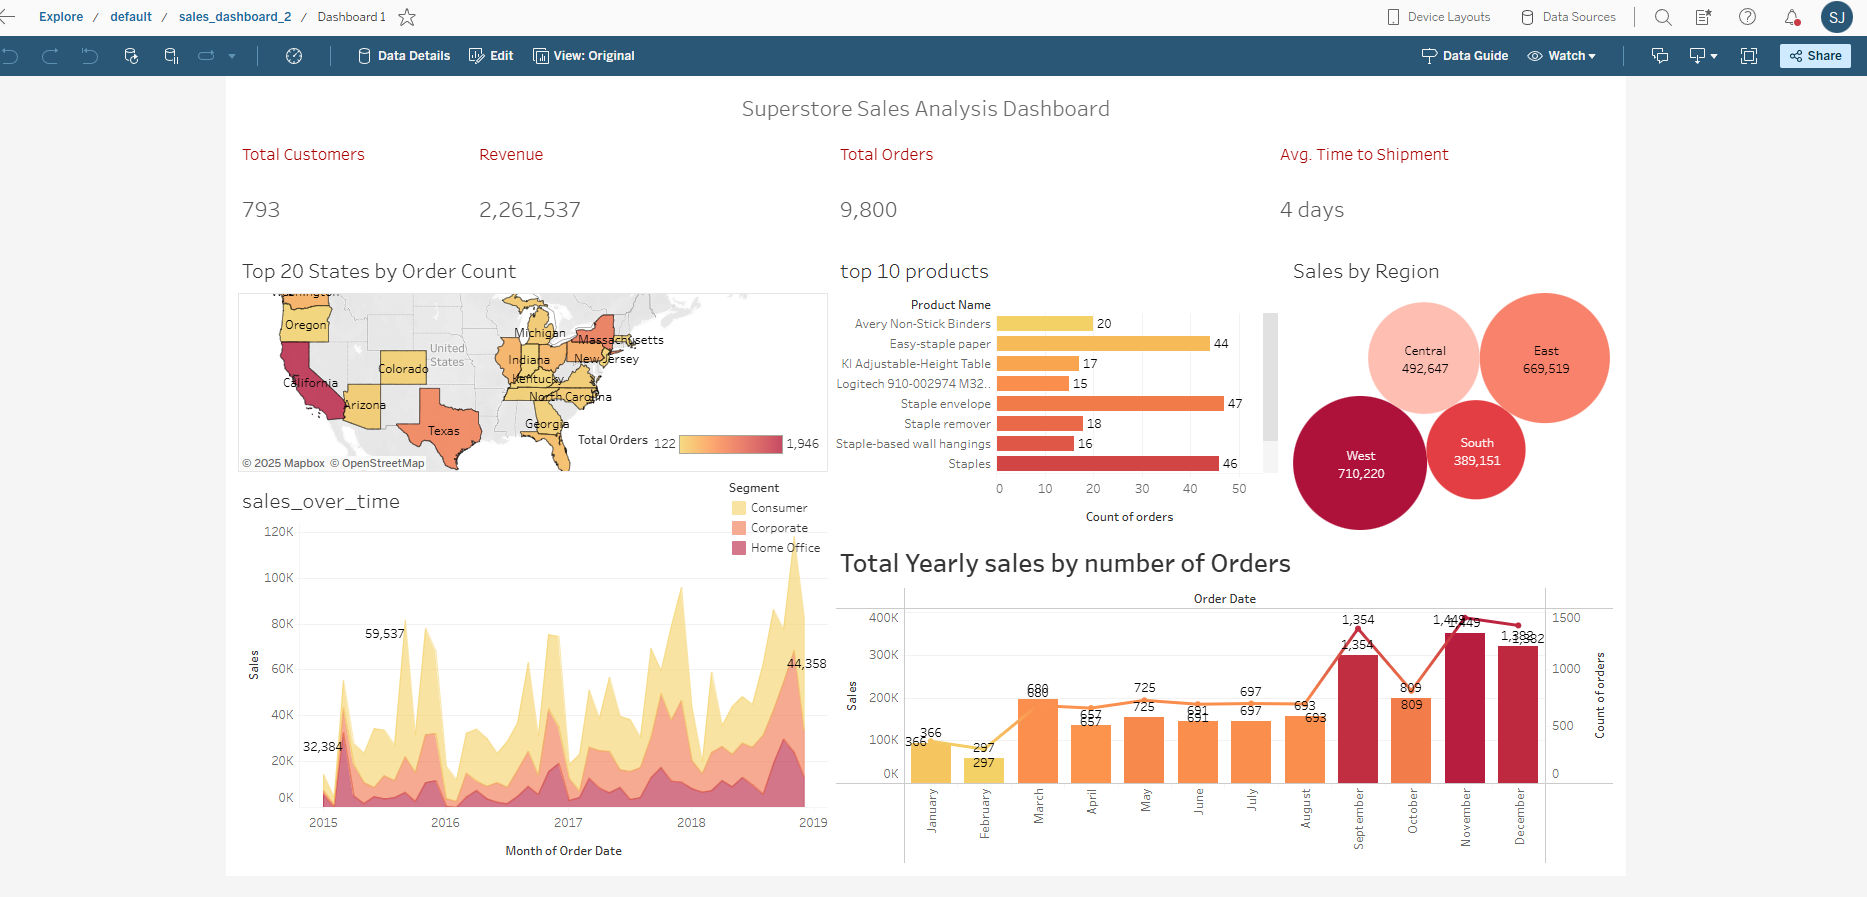 Explore / default / sales_dashboard_2 / Dashboard 1
Device Layouts
Data Sources
SJ
Data Details
Edit
View: Original
Data Guide
Watch
Share
Superstore Sales Analysis Dashboard
Total Customers
Revenue
Total Orders
Avg. Time to Shipment
793
2,261,537
9,800
4 days
Top 20 States by Order Count
Washington
Oregon
California
Arizona
Colorado
United
States
Texas
Michigan
Indiana
Kentucky
North Carolina
Georgia
Massachusetts
New Jersey
Total Orders 122 1,946
© 2025 Mapbox © OpenStreetMap
top 10 products
Product Name
Avery Non-Stick Binders 20
Easy-staple paper 44
KI Adjustable-Height Table 17
Logitech 910-002974 M32.. 15
Staple envelope 47
Staple remover 18
Staple-based wall hangings 16
Staples 46
0 10 20 30 40 50
Count of orders
Sales by Region
Central
492,647
East
669,519
South
389,151
West
710,220
sales_over_time
Segment
Consumer
Corporate
Home Office
120K
100K
80K
60K
40K
20K
0K
Sales
59,537
44,358
32,384
2015 2016 2017 2018 2019
Month of Order Date
Total Yearly sales by number of Orders
Order Date
400K
300K
200K
100K
0K
Sales
1500
1000
500
0
Count of orders
366
366
297
297
680
680
657
657
725
725
691
691
697
697
693
693
1,354
1,354
809
809
1,449
1,449
1,382
1,382
January
February
March
April
May
June
July
August
September
October
November
December